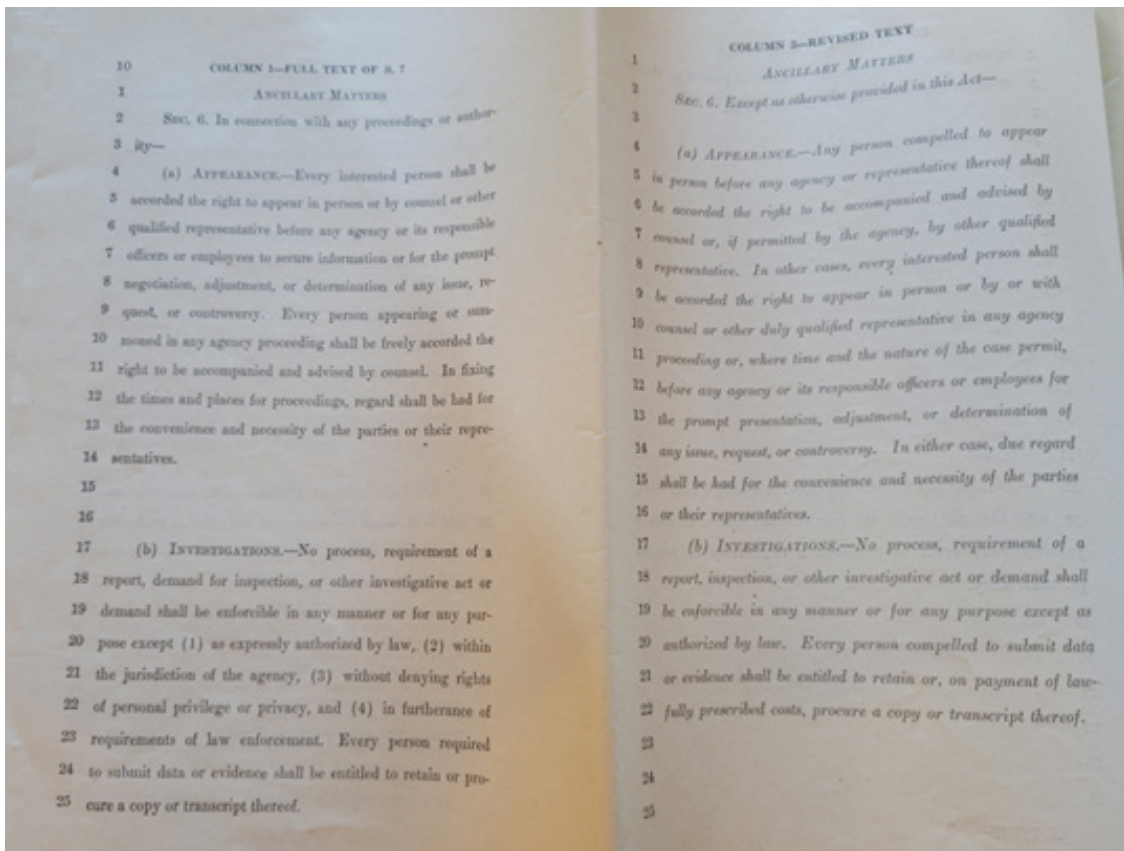 10 COLUMN 1—FULL TEXT OF S. 7
1 ANCILLARY MATTERS
2 SEC. 6. In connection with any proceedings or author-
3 ity—
4 (a) APPEARANCE.—Every interested person shall be
5 accorded the right to appear in person or by counsel or other
6 qualified representative before any agency or its responsible
7 officers or employees to secure information or for the prompt
8 negotiation, adjustment, or determination of any issue, re-
9 quest, or controversy. Every person appearing or sum-
10 moned in any agency proceeding shall be freely accorded the
11 right to be accompanied and advised by counsel. In fixing
12 the times and places for proceedings, regard shall be had for
13 the convenience and necessity of the parties or their repre-
14 sentatives.
15
16
17 (b) INVESTIGATIONS.—No process, requirement of a
18 report, demand for inspection, or other investigative act or
19 demand shall be enforcible in any manner or for any pur-
20 pose except (1) as expressly authorized by law, (2) within
21 the jurisdiction of the agency, (3) without denying rights
22 of personal privilege or privacy, and (4) in furtherance of
23 requirements of law enforcement. Every person required
24 to submit data or evidence shall be entitled to retain or pro-
25 cure a copy or transcript thereof.
COLUMN 3—REVISED TEXT
1 ANCILLARY MATTERS
2 SEC. 6. Except as otherwise provided in this Act—
3
4 (a) APPEARANCE.—Any person compelled to appear
5 in person before any agency or representative thereof shall
6 be accorded the right to be accompanied and advised by
7 counsel or, if permitted by the agency, by other qualified
8 representative. In other cases, every interested person shall
9 be accorded the right to appear in person or by or with
10 counsel or other duly qualified representative in any agency
11 proceeding or, where time and the nature of the case permit,
12 before any agency or its responsible officers or employees for
13 the prompt presentation, adjustment, or determination of
14 any issue, request, or controversy. In either case, due regard
15 shall be had for the convenience and necessity of the parties
16 or their representatives.
17 (b) INVESTIGATIONS.—No process, requirement of a
18 report, inspection, or other investigative act or demand shall
19 be enforcible in any manner or for any purpose except as
20 authorized by law. Every person compelled to submit data
21 or evidence shall be entitled to retain or, on payment of law-
22 fully prescribed costs, procure a copy or transcript thereof.
23
24
25